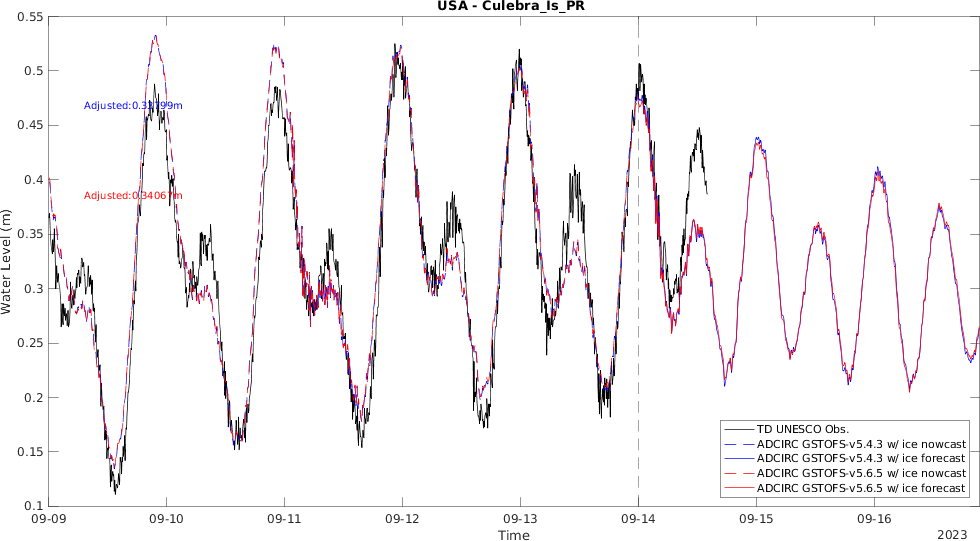 USA - Culebra_Is_PR
0.55
0.5
0.45
0.4
0.35
0.3
0.25
0.2
0.15
0.1
Water Level (m)
Adjusted:0.33799m
Adjusted:0.34067m
TD UNESCO Obs.
ADCIRC GSTOFS-v5.4.3 w/ ice nowcast
ADCIRC GSTOFS-v5.4.3 w/ ice forecast
ADCIRC GSTOFS-v5.6.5 w/ ice nowcast
ADCIRC GSTOFS-v5.6.5 w/ ice forecast
09-09 09-10 09-11 09-12 09-13 09-14 09-15 09-16
Time
2023